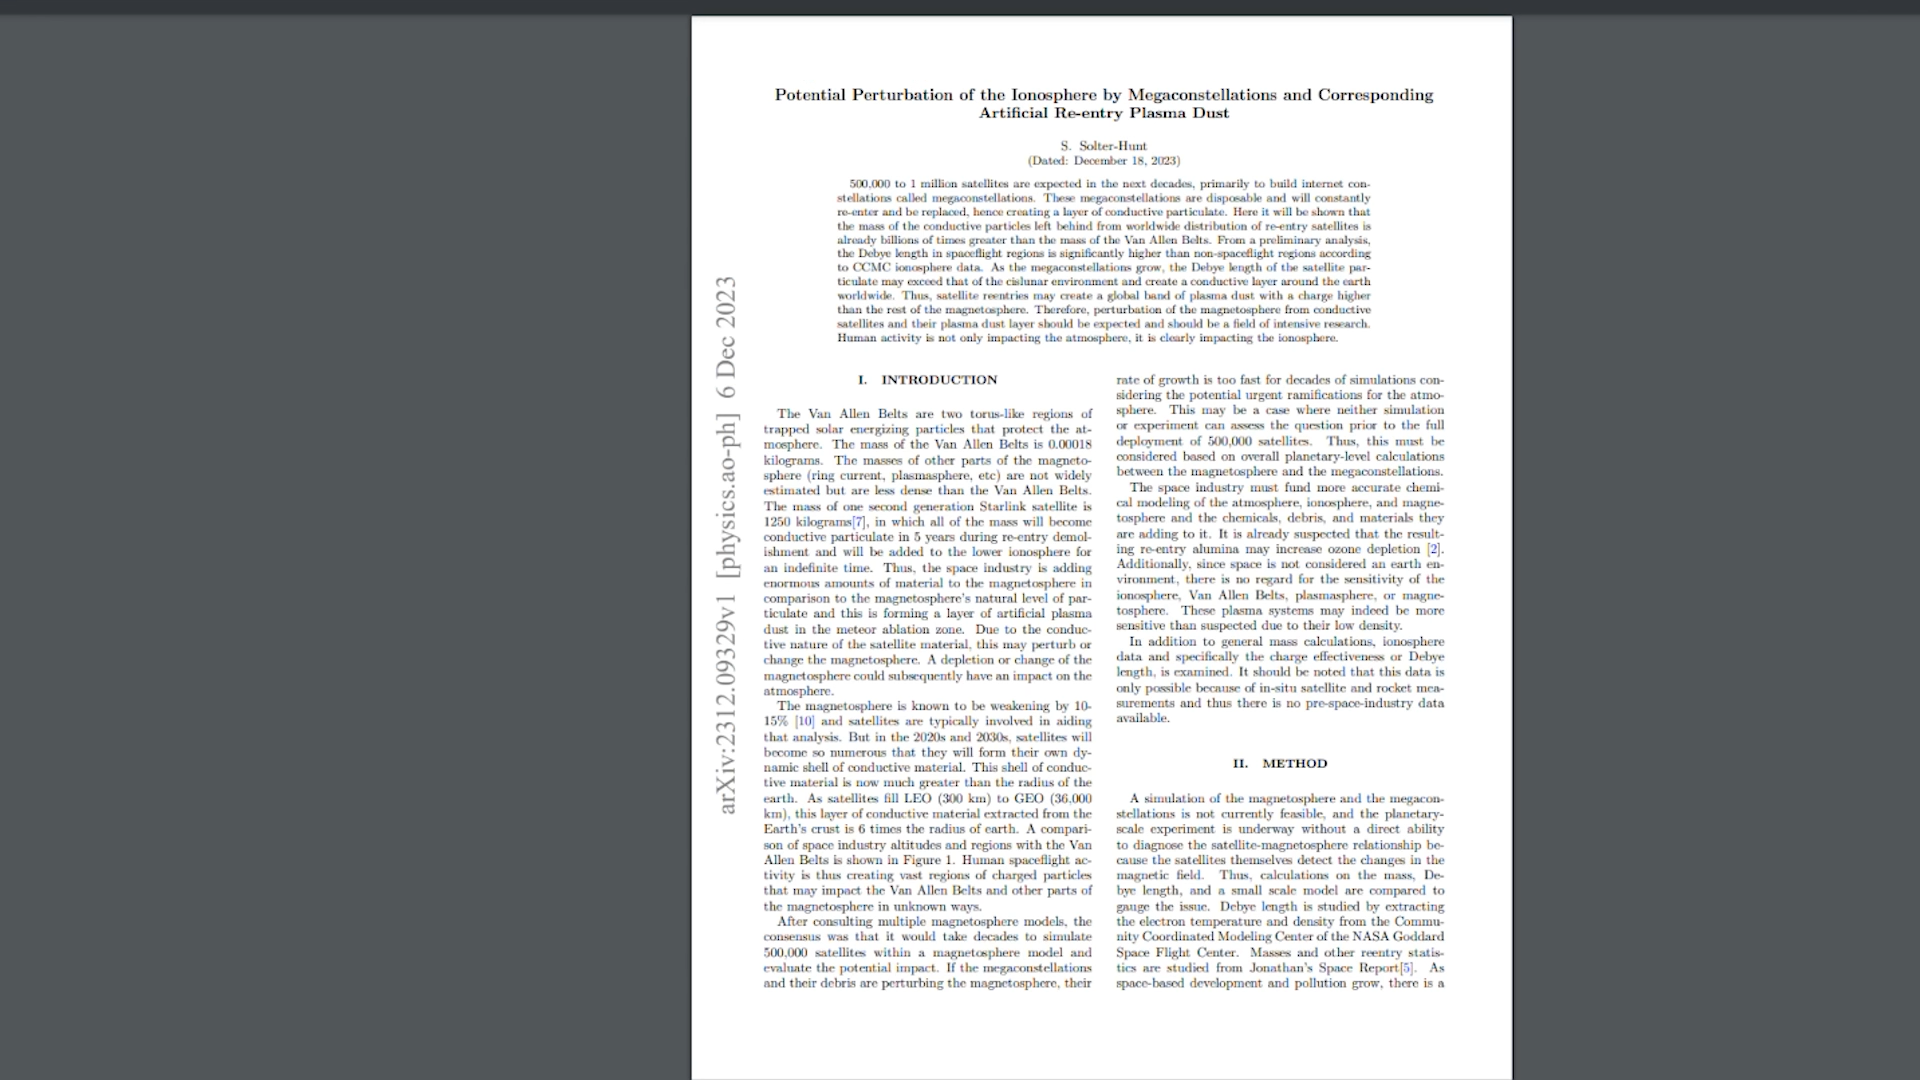 Potential Perturbation of the Ionosphere by Megaconstellations and Corresponding
Artificial Re-entry Plasma Dust
S. Solter-Hunt
(Dated: December 18, 2023)
500,000 to 1 million satellites are expected in the next decades, primarily to build internet con-
stellations called megaconstellations. These megaconstellations are disposable and will constantly
re-enter and be replaced, hence creating a layer of conductive particulate. Here it will be shown that
the mass of the conductive particles left behind from worldwide distribution of re-entry satellites is
already billions of times greater than the mass of the Van Allen Belts. From a preliminary analysis,
the Debye length in spaceflight regions is significantly higher than non-spaceflight regions according
to CCMC ionosphere data. As the megaconstellations grow, the Debye length of the satellite par-
ticulate may exceed that of the cislunar environment and create a conductive layer around the earth
worldwide. Thus, satellite reentries may create a global band of plasma dust with a charge higher
than the rest of the magnetosphere. Therefore, perturbation of the magnetosphere from conductive
satellites and their plasma dust layer should be expected and should be a field of intensive research.
Human activity is not only impacting the atmosphere, it is clearly impacting the ionosphere.
arXiv:2312.09329v1 [physics.ao-ph] 6 Dec 2023
I. INTRODUCTION
The Van Allen Belts are two torus-like regions of
trapped solar energizing particles that protect the at-
mosphere. The mass of the Van Allen Belts is 0.00018
kilograms. The masses of other parts of the magneto-
sphere (ring current, plasmasphere, etc) are not widely
estimated but are less dense than the Van Allen Belts.
The mass of one second generation Starlink satellite is
1250 kilograms[7], in which all of the mass will become
conductive particulate in 5 years during re-entry demol-
ishment and will be added to the lower ionosphere for
an indefinite time. Thus, the space industry is adding
enormous amounts of material to the magnetosphere in
comparison to the magnetosphere's natural level of par-
ticulate and this is forming a layer of artificial plasma
dust in the meteor ablation zone. Due to the conduc-
tive nature of the satellite material, this may perturb or
change the magnetosphere. A depletion or change of the
magnetosphere could subsequently have an impact on the
atmosphere.
The magnetosphere is known to be weakening by 10-
15% [10] and satellites are typically involved in aiding
that analysis. But in the 2020s and 2030s, satellites will
become so numerous that they will form their own dy-
namic shell of conductive material. This shell of conduc-
tive material is now much greater than the radius of the
earth. As satellites fill LEO (300 km) to GEO (36,000
km), this layer of conductive material extracted from the
Earth's crust is 6 times the radius of earth. A compari-
son of space industry altitudes and regions with the Van
Allen Belts is shown in Figure 1. Human spaceflight ac-
tivity is thus creating vast regions of charged particles
that may impact the Van Allen Belts and other parts of
the magnetosphere in unknown ways.
After consulting multiple magnetosphere models, the
consensus was that it would take decades to simulate
500,000 satellites within a magnetosphere model and
evaluate the potential impact. If the megaconstellations
and their debris are perturbing the magnetosphere, their
rate of growth is too fast for decades of simulations con-
sidering the potential urgent ramifications for the atmo-
sphere. This may be a case where neither simulation
or experiment can assess the question prior to the full
deployment of 500,000 satellites. Thus, this must be
considered based on overall planetary-level calculations
between the magnetosphere and the megaconstellations.
The space industry must fund more accurate chemi-
cal modeling of the atmosphere, ionosphere, and magne-
tosphere and the chemicals, debris, and materials they
are adding to it. It is already suspected that the result-
ing re-entry alumina may increase ozone depletion [2].
Additionally, since space is not considered an earth en-
vironment, there is no regard for the sensitivity of the
ionosphere, Van Allen Belts, plasmasphere, or magne-
tosphere. These plasma systems may indeed be more
sensitive than suspected due to their low density.
In addition to general mass calculations, ionosphere
data and specifically the charge effectiveness or Debye
length, is examined. It should be noted that this data is
only possible because of in-situ satellite and rocket mea-
surements and thus there is no pre-space-industry data
available.
II. METHOD
A simulation of the magnetosphere and the megacon-
stellations is not currently feasible, and the planetary-
scale experiment is underway without a direct ability
to diagnose the satellite-magnetosphere relationship be-
cause the satellites themselves detect the changes in the
magnetic field. Thus, calculations on the mass, De-
bye length, and a small scale model are compared to
gauge the issue. Debye length is studied by extracting
the electron temperature and density from the Commu-
nity Coordinated Modeling Center of the NASA Goddard
Space Flight Center. Masses and other reentry statis-
tics are studied from Jonathan's Space Report[5]. As
space-based development and pollution grow, there is a